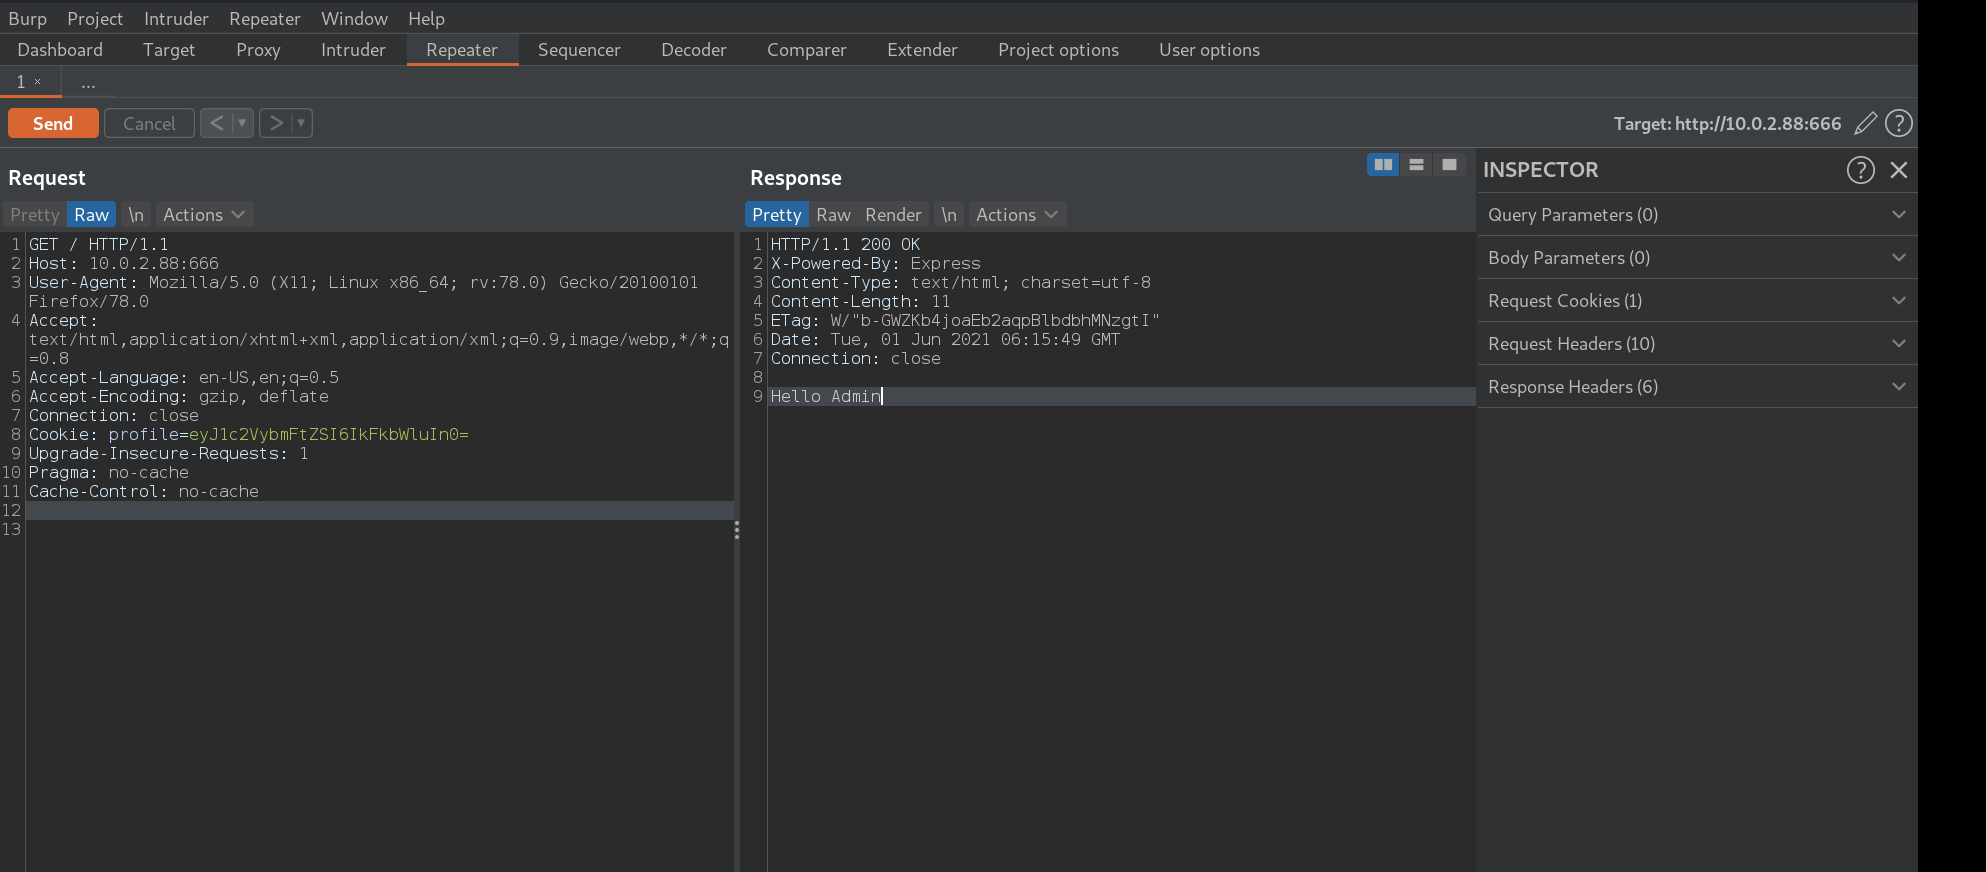 Burp Project Intruder Repeater Window Help
Dashboard Target Proxy Intruder Repeater Sequencer Decoder Comparer Extender Project options User options
1 × ...
Send Cancel < > Target: http://10.0.2.88:666 ?
Request
Pretty Raw \n Actions
1 GET / HTTP/1.1
2 Host: 10.0.2.88:666
3 User-Agent: Mozilla/5.0 (X11; Linux x86_64; rv:78.0) Gecko/20100101
Firefox/78.0
4 Accept:
text/html,application/xhtml+xml,application/xml;q=0.9,image/webp,*/*;q
=0.8
5 Accept-Language: en-US,en;q=0.5
6 Accept-Encoding: gzip, deflate
7 Connection: close
8 Cookie: profile=eyJ1c2VybmFtZSI6IkFkbWluIn0=
9 Upgrade-Insecure-Requests: 1
10 Pragma: no-cache
11 Cache-Control: no-cache
12
13
Response
Pretty Raw Render \n Actions
1 HTTP/1.1 200 OK
2 X-Powered-By: Express
3 Content-Type: text/html; charset=utf-8
4 Content-Length: 11
5 ETag: W/"b-GWZKb4joaEb2aqpBlbdbhMNzgtI"
6 Date: Tue, 01 Jun 2021 06:15:49 GMT
7 Connection: close
8
9 Hello Admin
INSPECTOR ?
Query Parameters (0)
Body Parameters (0)
Request Cookies (1)
Request Headers (10)
Response Headers (6)